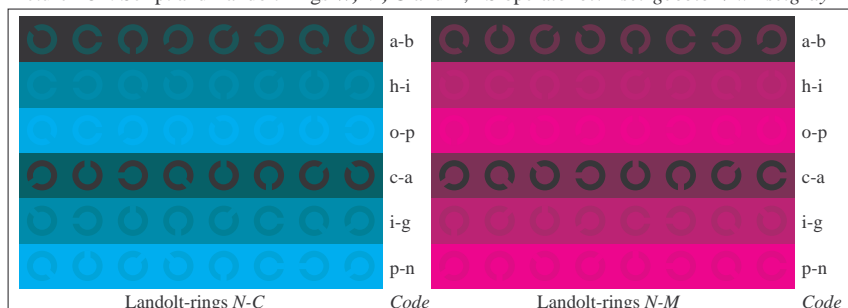 a-b a-b
h-i h-i
o-p o-p
c-a c-a
i-g i-g
p-n p-n
Landolt-rings N-C Code Landolt-rings N-M Code